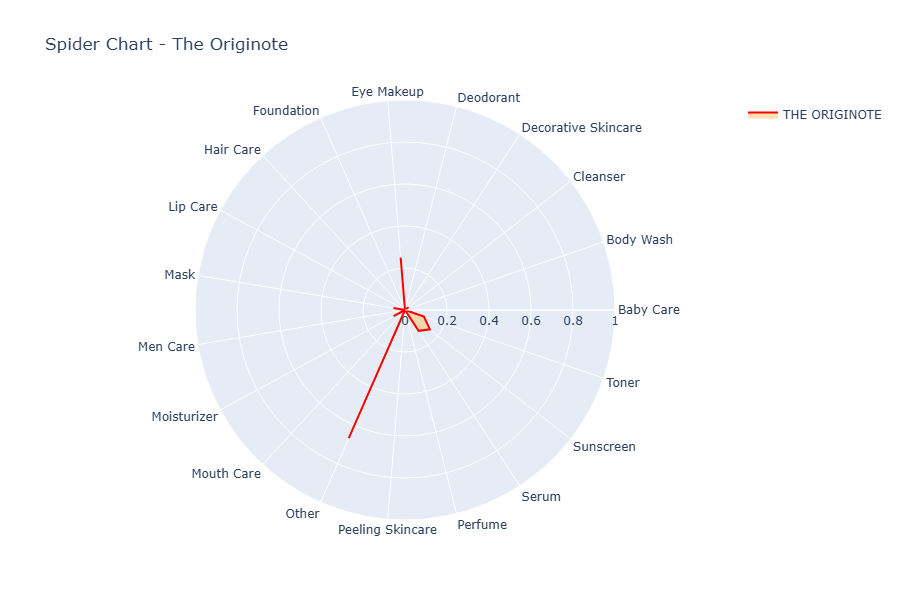 Spider Chart - The Originote
THE ORIGINOTE
Eye Makeup
Deodorant
Foundation
Decorative Skincare
Hair Care
Cleanser
Lip Care
Body Wash
Mask
Baby Care
0 0.2 0.4 0.6 0.8 1
Men Care
Toner
Moisturizer
Sunscreen
Mouth Care
Serum
Other
Perfume
Peeling Skincare